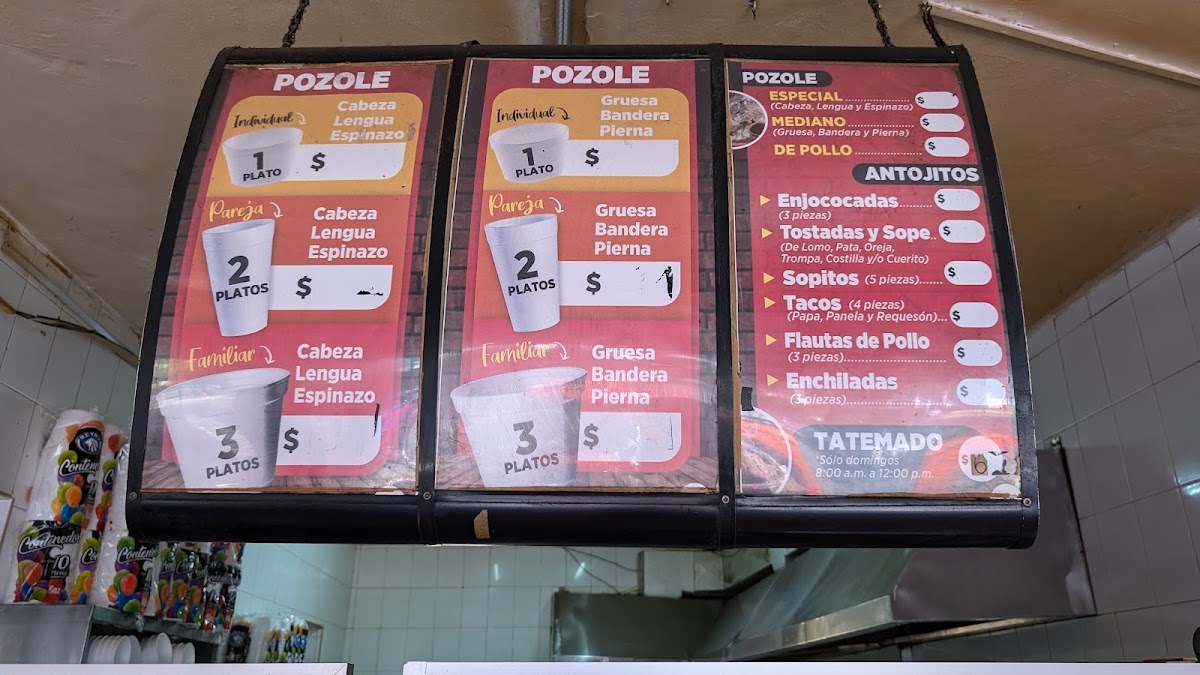 POZOLE
Individual
Cabeza
Lengua
Espinazo
1
PLATO
$
Pareja
Cabeza
Lengua
Espinazo
2
PLATOS
$
Familiar
Cabeza
Lengua
Espinazo
3
PLATOS
$
POZOLE
Individual
Gruesa
Bandera
Pierna
1
PLATO
$
Pareja
Gruesa
Bandera
Pierna
2
PLATOS
$
Familiar
Gruesa
Bandera
Pierna
3
PLATOS
$
POZOLE
ESPECIAL................ $
(Cabeza, Lengua y Espinazo)
MEDIANO................ $
(Gruesa, Bandera y Pierna)
DE POLLO................ $
ANTOJITOS
Enjococadas........ $
(3 piezas)
Tostadas y Sope.. $
(De Lomo, Pata, Oreja,
Trompa, Costilla y/o Cuerito)
Sopitos (5 piezas)....... $
Tacos (4 piezas)
(Papa, Panela y Requesón)... $
Flautas de Pollo
(3 piezas)........................ $
Enchiladas
(3 piezas)........................ $
TATEMADO
*Sólo domingos
8:00 a.m. a 12:00 p.m.
$
Contenedor
Contenedor
10
Contened